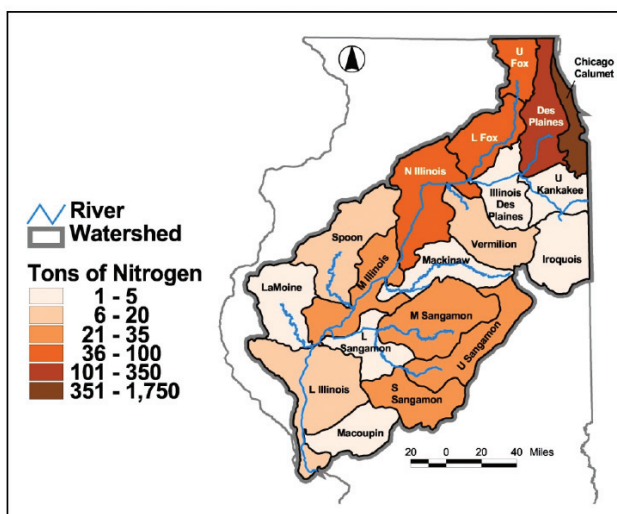 U
Fox
Chicago
Calumet
Des
Plaines
L Fox
N Illinois
U
Kankakee
Illinois
Des
Plaines
River
Watershed
Spoon
Vermilion
Iroquois
M Illinois
Mackinaw
Tons of Nitrogen
1 - 5
6 - 20
21 - 35
36 - 100
101 - 350
351 - 1,750
LaMoine
M Sangamon
L
Sangamon
U Sangamon
L Illinois
S
Sangamon
Macoupin
20 0 20 40 Miles